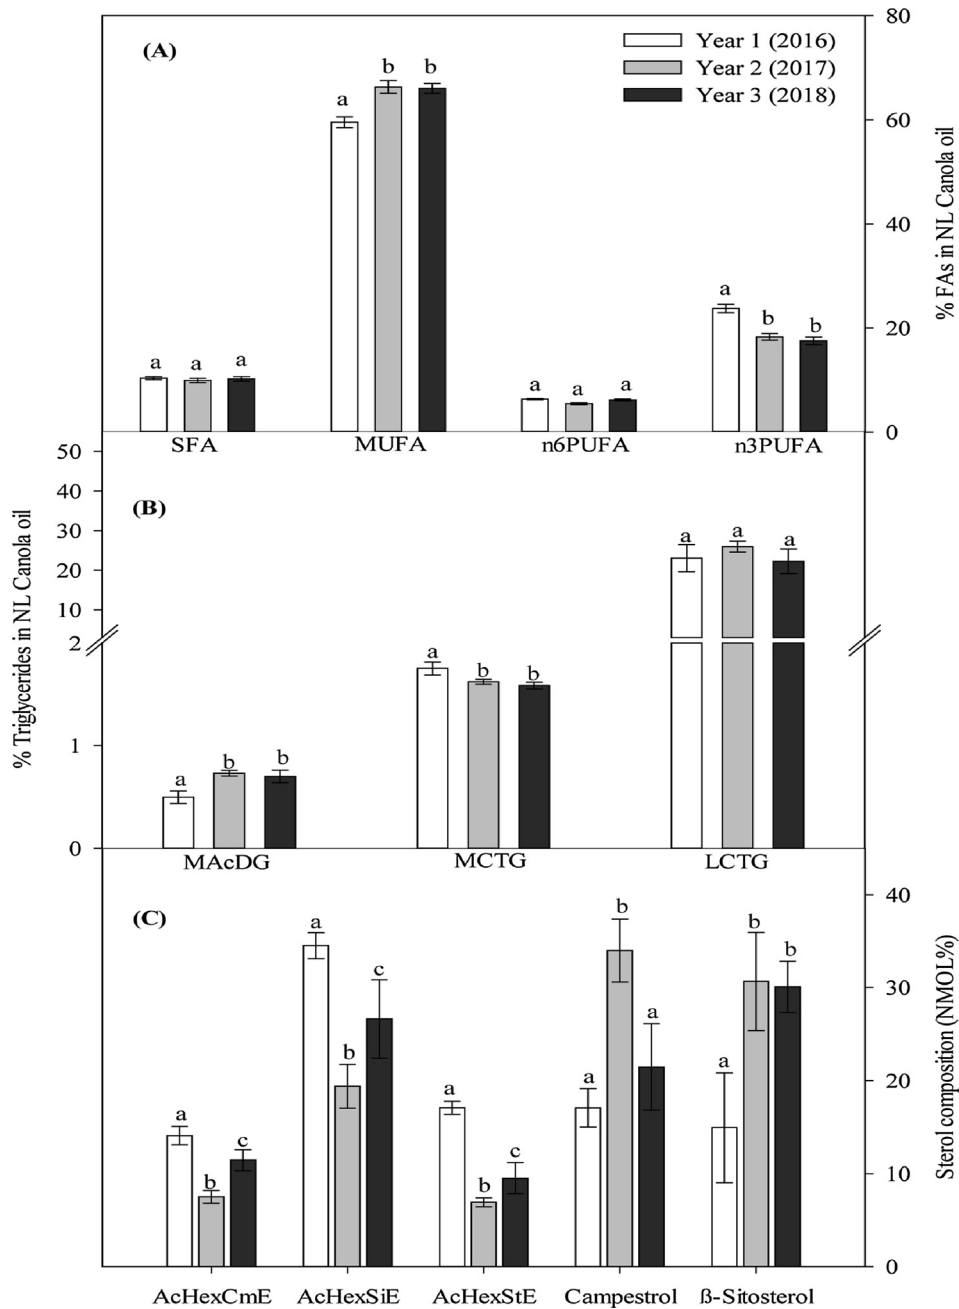 80
(A)
Year 1 (2016)
Year 2 (2017)
Year 3 (2018)
b b
a
60
% FAs in NL Canola oil
40
a
b b
20
a a a
a a a
0
SFA MUFA n6PUFA n3PUFA
50
40
(B)
% Triglycerides in NL Canola oil
30
a a a
20
10
2
a
b b
1
b b
a
0
MAcDG MCTG LCTG
40
(C)
Sterol composition (NMOL%)
a b b b
30
c
a
20
b
a a a
a
c
c
10
b b
0
AcHexCmE AcHexSiE AcHexStE Campestrol ß-Sitosterol